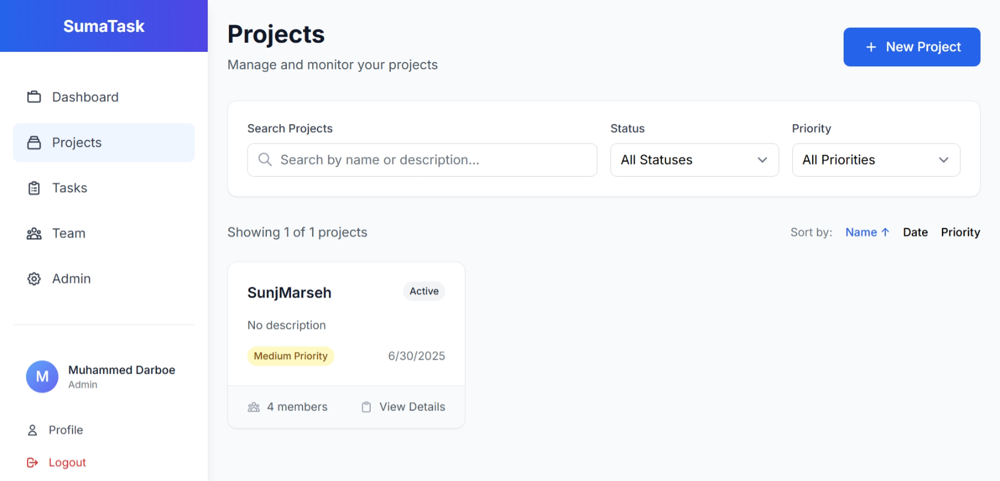 SumaTask
Dashboard
Projects
Tasks
Team
Admin
M
Muhammed Darboe
Admin
Profile
Logout
Projects
Manage and monitor your projects
+ New Project
Search Projects
Search by name or description...
Status
All Statuses
Priority
All Priorities
Showing 1 of 1 projects
Sort by: Name ↑ Date Priority
SunjMarseh
Active
No description
Medium Priority
6/30/2025
4 members
View Details